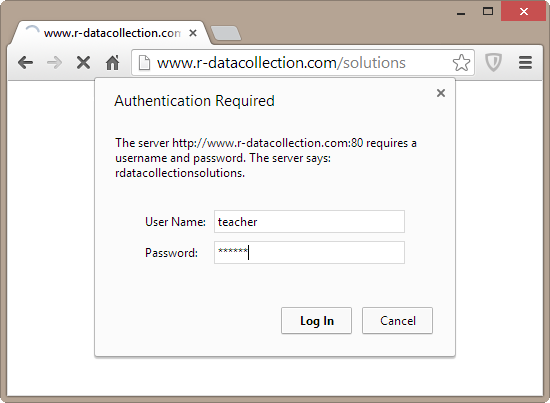 www.r-datacollection.com
www.r-datacollection.com/solutions
Authentication Required
The server http://www.r-datacollection.com:80 requires a
username and password. The server says:
rdatacollectionsolutions.
User Name: teacher
Password: ******
Log In Cancel